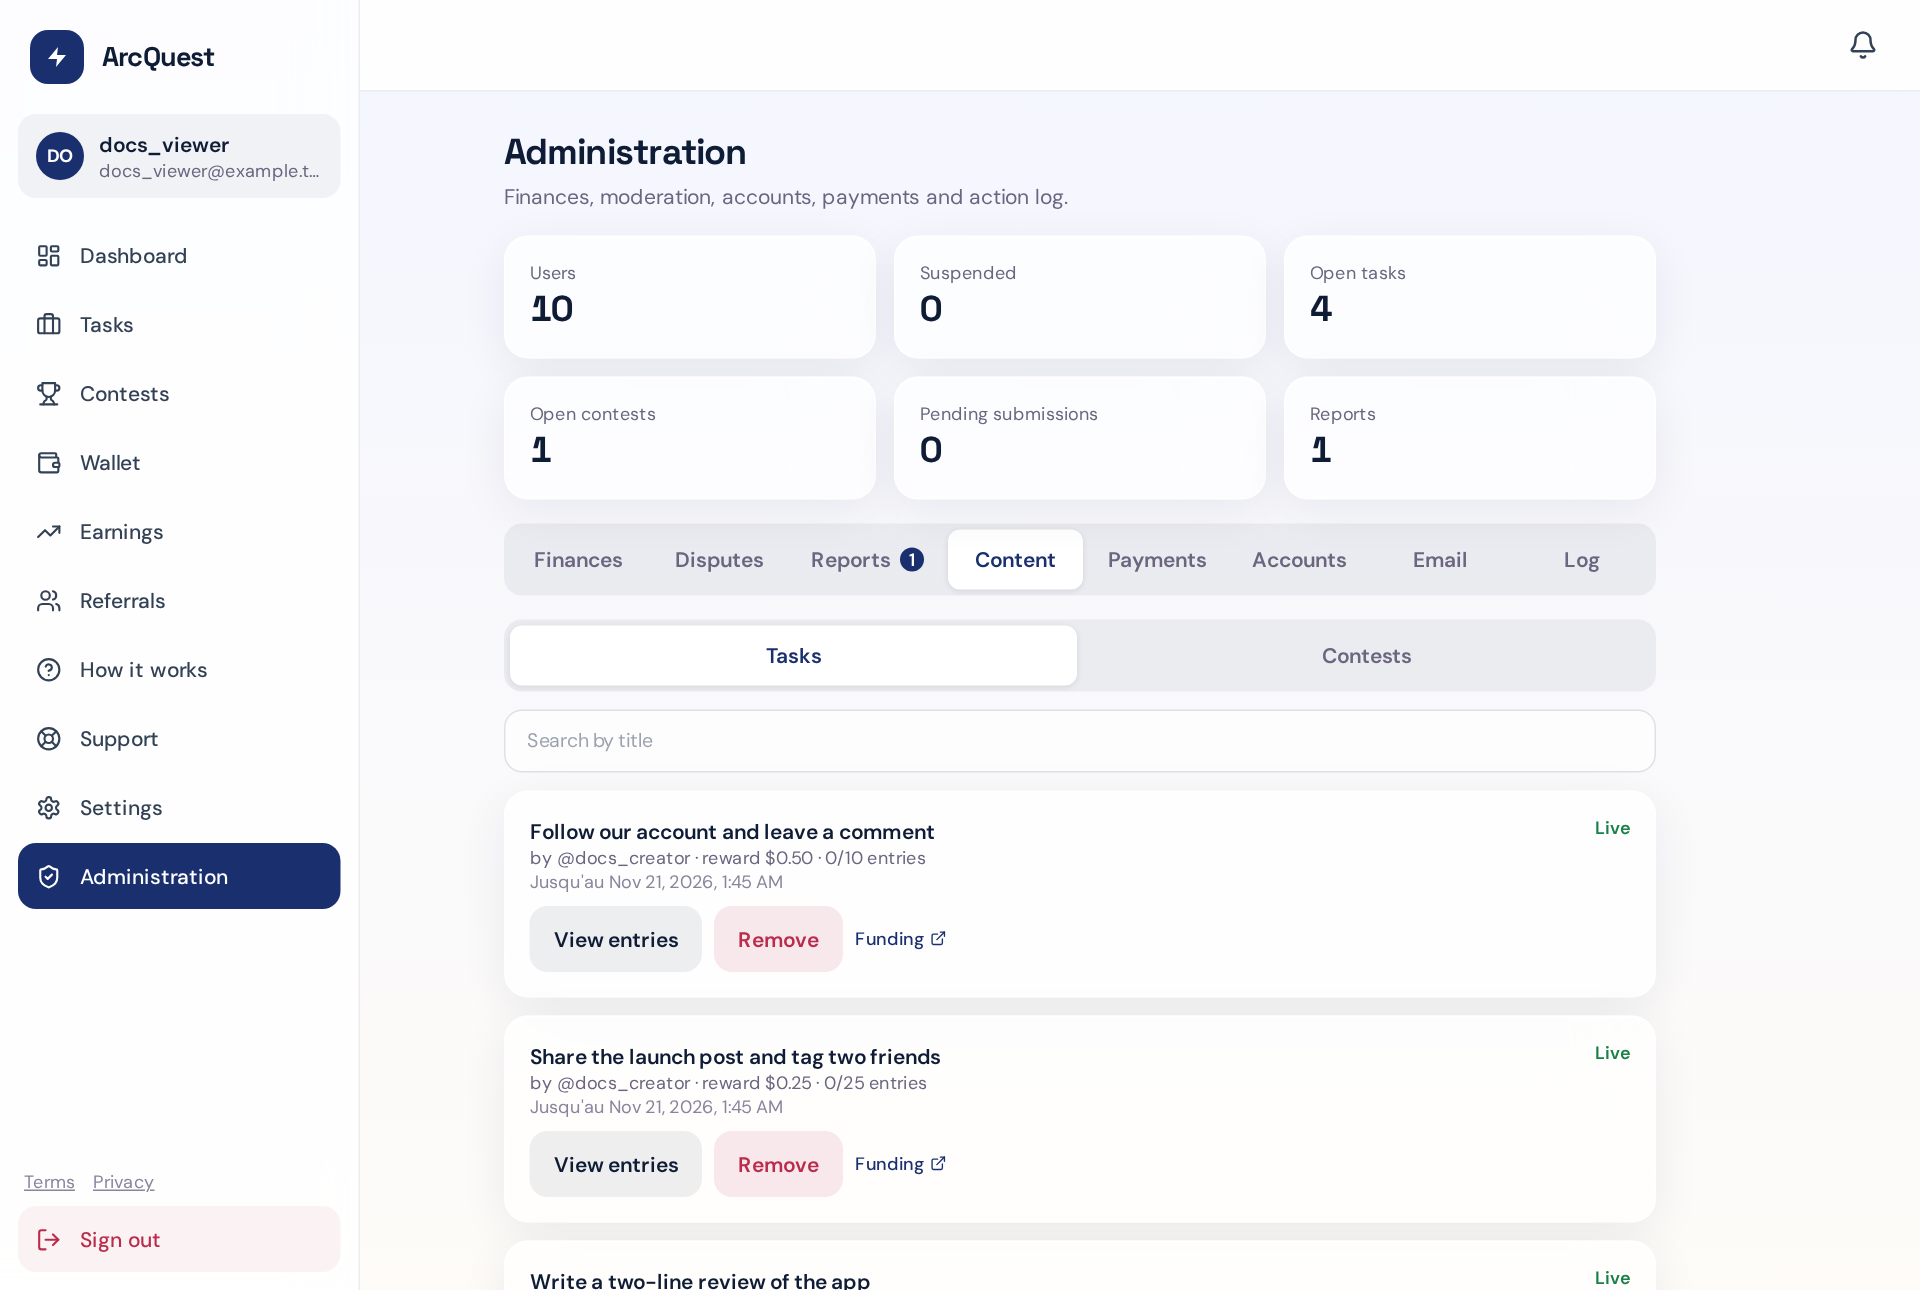 ArcQuest
DO
docs_viewer
docs_viewer@example.t...
Dashboard
Tasks
Contests
Wallet
Earnings
Referrals
How it works
Support
Settings
Administration
Terms Privacy
Sign out
Administration
Finances, moderation, accounts, payments and action log.
Users
10
Suspended
0
Open tasks
4
Open contests
1
Pending submissions
0
Reports
1
Finances Disputes Reports 1 Content Payments Accounts Email Log
Tasks Contests
Search by title
Follow our account and leave a comment
Live
by @docs_creator · reward $0.50 · 0/10 entries
Jusqu'au Nov 21, 2026, 1:45 AM
View entries Remove Funding
Share the launch post and tag two friends
Live
by @docs_creator · reward $0.25 · 0/25 entries
Jusqu'au Nov 21, 2026, 1:45 AM
View entries Remove Funding
Write a two-line review of the app
Live